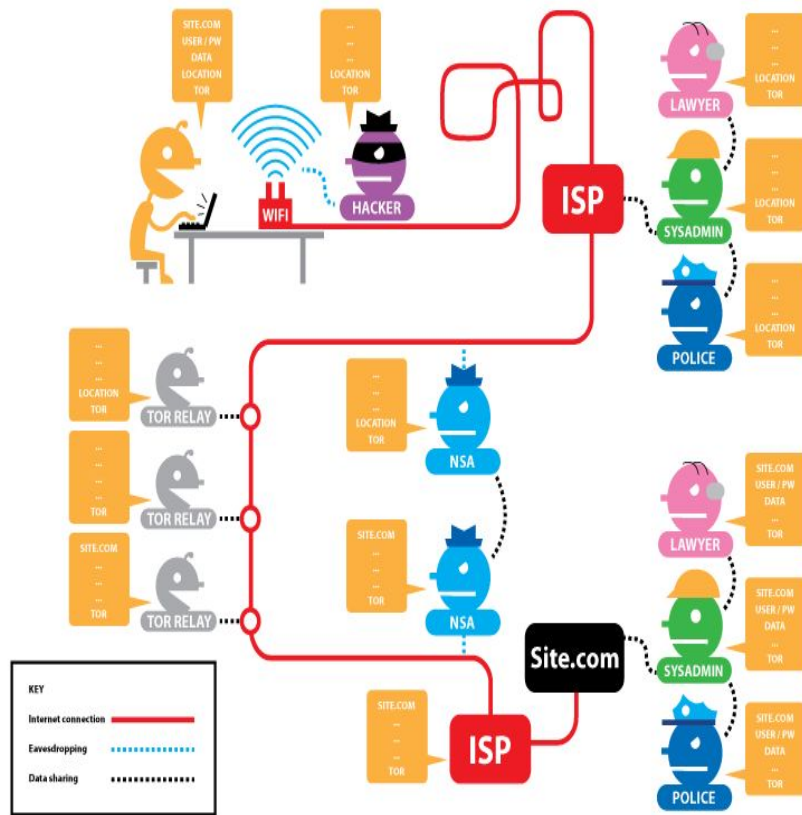 SITE.COM
USER / PW
DATA
LOCATION
TOR
...
...
...
LOCATION
TOR
WIFI
HACKER
ISP
...
...
...
LOCATION
TOR
LAWYER
...
...
...
LOCATION
TOR
SYSADMIN
...
...
...
LOCATION
TOR
POLICE
...
...
...
LOCATION
TOR
TOR RELAY
...
...
...
...
TOR
TOR RELAY
SITE.COM
...
...
...
TOR
TOR RELAY
...
...
...
LOCATION
TOR
NSA
SITE.COM
...
...
...
TOR
NSA
SITE.COM
USER / PW
DATA
...
TOR
LAWYER
SITE.COM
USER / PW
DATA
...
TOR
SYSADMIN
SITE.COM
USER / PW
DATA
...
TOR
POLICE
Site.com
SITE.COM
...
...
...
TOR
ISP
KEY
Internet connection
Eavesdropping
Data sharing